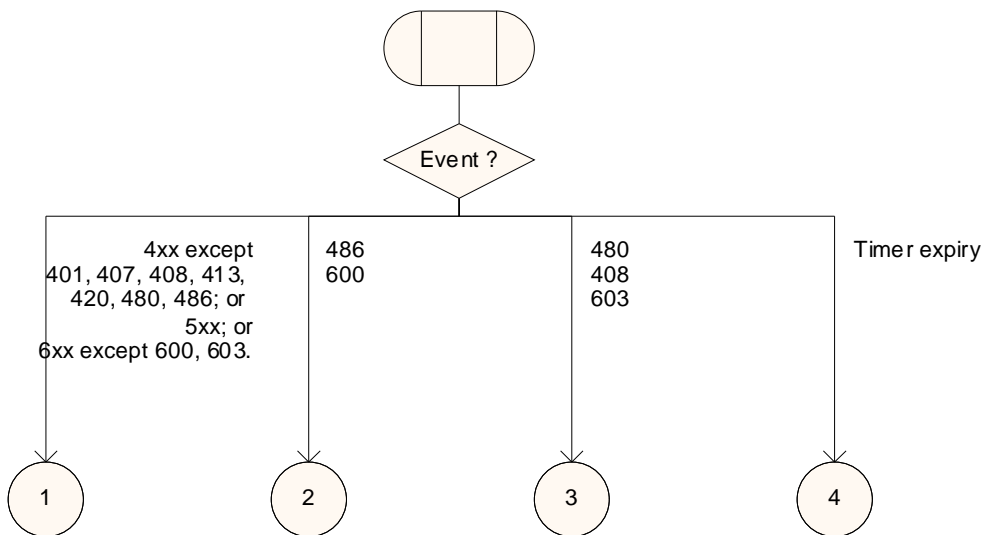 Event ?
4xx except
401, 407, 408, 413,
420, 480, 486; or
5xx; or
6xx except 600, 603.
486
600
480
408
603
Timer expiry
1
2
3
4